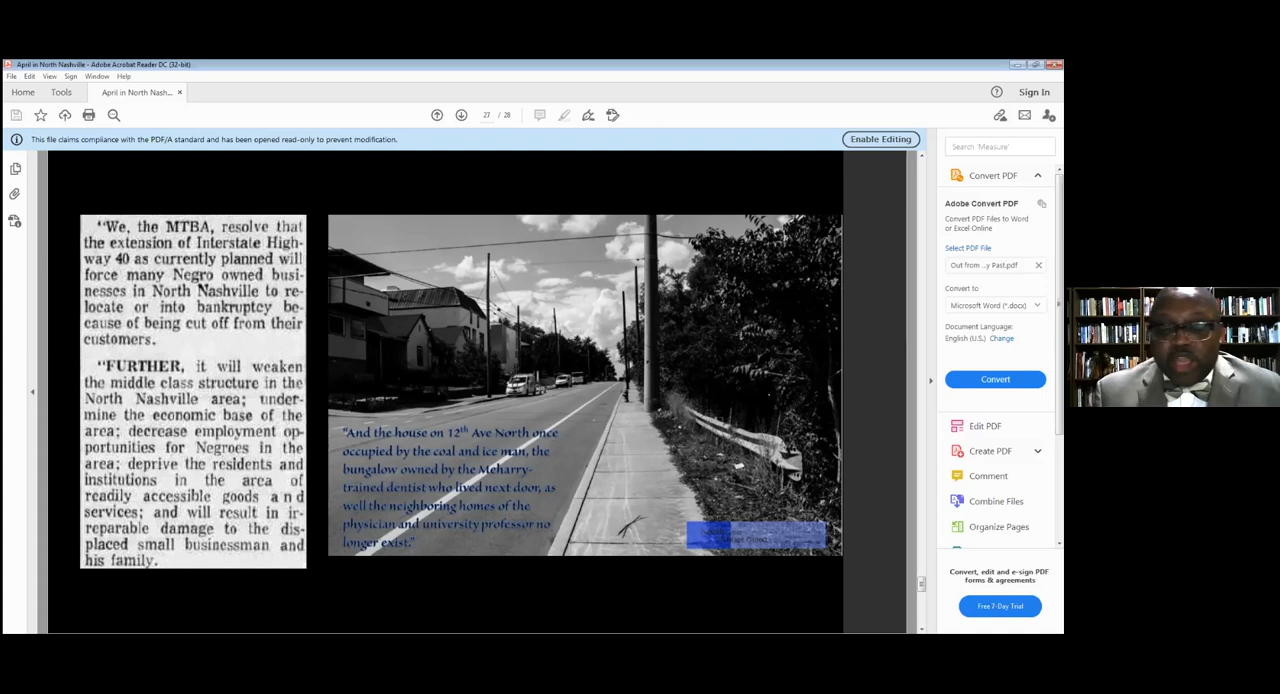 April in North Nashville - Adobe Acrobat Reader DC (32-bit)
File Edit View Sign Window Help
Home Tools April in North Nash... ×
Sign In
27 / 28
This file claims compliance with the PDF/A standard and has been opened read-only to prevent modification.
Enable Editing
"We, the MTBA, resolve that
the extension of Interstate High-
way 40 as currently planned will
force many Negro owned busi-
nesses in North Nashville to re-
locate or into bankruptcy be-
cause of being cut off from their
customers.
"FURTHER, it will weaken
the middle class structure in the
North Nashville area; under-
mine the economic base of the
area; decrease employment op-
portunities for Negroes in the
area; deprive the residents and
institutions in the area of
readily accessible goods and
services; and will result in ir-
reparable damage to the dis-
placed small businessman and
his family.
"And the house on 12th Ave North once
occupied by the coal and ice man, the
bungalow owned by the Meharry-
trained dentist who lived next door, as
well the neighboring homes of the
physician and university professor no
longer exist."
Search 'Measure'
Convert PDF
Adobe Convert PDF
Convert PDF Files to Word
or Excel Online
Select PDF File
Out from ...y Past.pdf
Convert to
Microsoft Word (*.docx)
Document Language:
English (U.S.) Change
Convert
Edit PDF
Create PDF
Comment
Combine Files
Organize Pages
Convert, edit and e-sign PDF
forms & agreements
Free 7-Day Trial